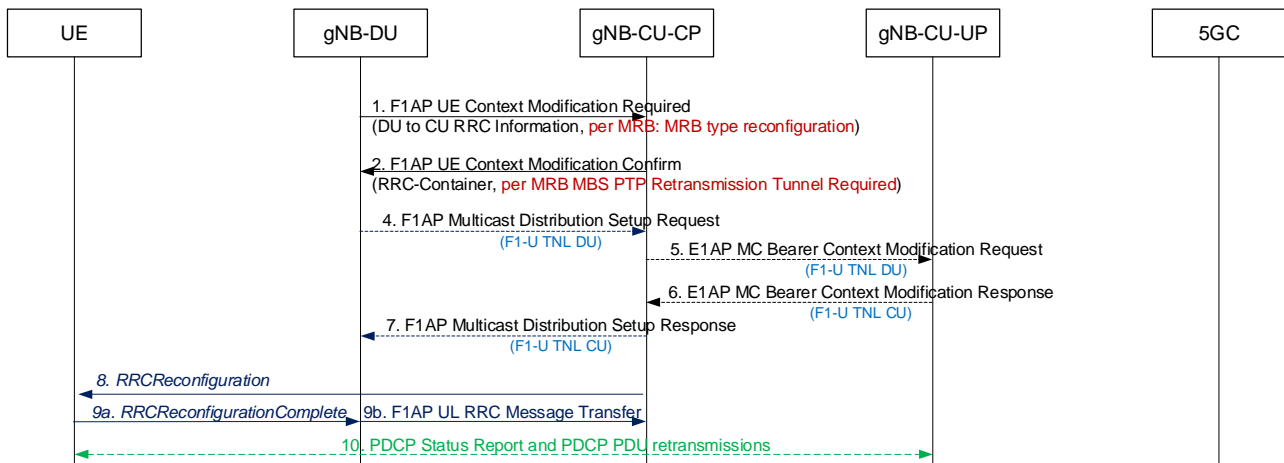 UE
gNB-DU
gNB-CU-CP
gNB-CU-UP
5GC
1. F1AP UE Context Modification Required
(DU to CU RRC Information, per MRB: MRB type reconfiguration)
2. F1AP UE Context Modification Confirm
(RRC-Container, per MRB MBS PTP Retransmission Tunnel Required)
4. F1AP Multicast Distribution Setup Request
(F1-U TNL DU)
5. E1AP MC Bearer Context Modification Request
(F1-U TNL DU)
6. E1AP MC Bearer Context Modification Response
(F1-U TNL CU)
7. F1AP Multicast Distribution Setup Response
(F1-U TNL CU)
8. RRCReconfiguration
9a. RRCReconfigurationComplete
9b. F1AP UL RRC Message Transfer
10. PDCP Status Report and PDCP PDU retransmissions